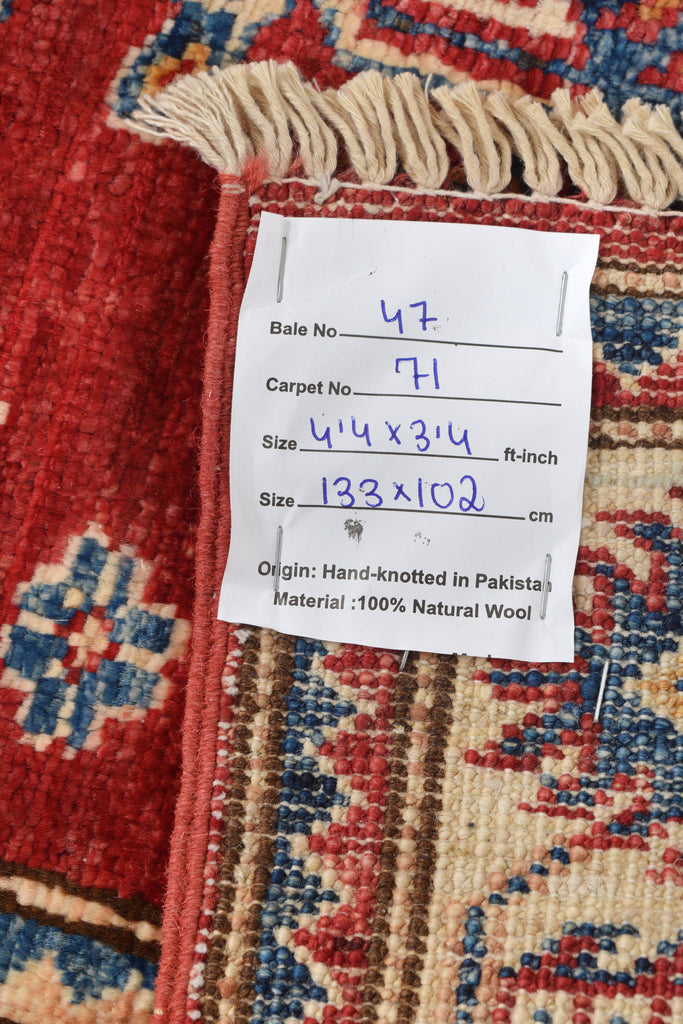 Bale No 47
Carpet No 71
Size 4'4 x 3'4 ft-inch
Size 133 x 102 cm
Origin: Hand-knotted in Pakistan
Material :100% Natural Wool